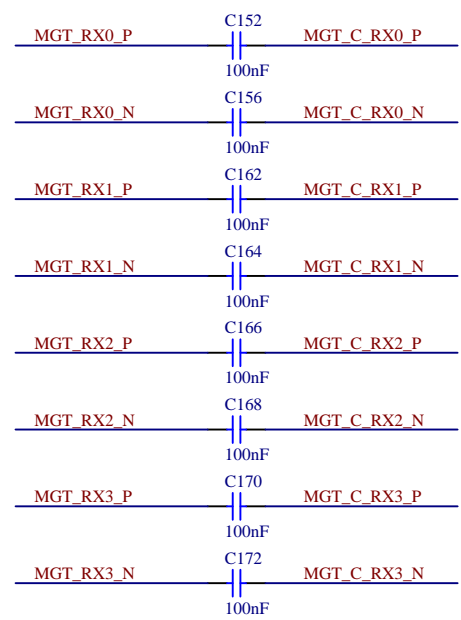 C152
MGT_RX0_P MGT_C_RX0_P
100nF
C156
MGT_RX0_N MGT_C_RX0_N
100nF
C162
MGT_RX1_P MGT_C_RX1_P
100nF
C164
MGT_RX1_N MGT_C_RX1_N
100nF
C166
MGT_RX2_P MGT_C_RX2_P
100nF
C168
MGT_RX2_N MGT_C_RX2_N
100nF
C170
MGT_RX3_P MGT_C_RX3_P
100nF
C172
MGT_RX3_N MGT_C_RX3_N
100nF